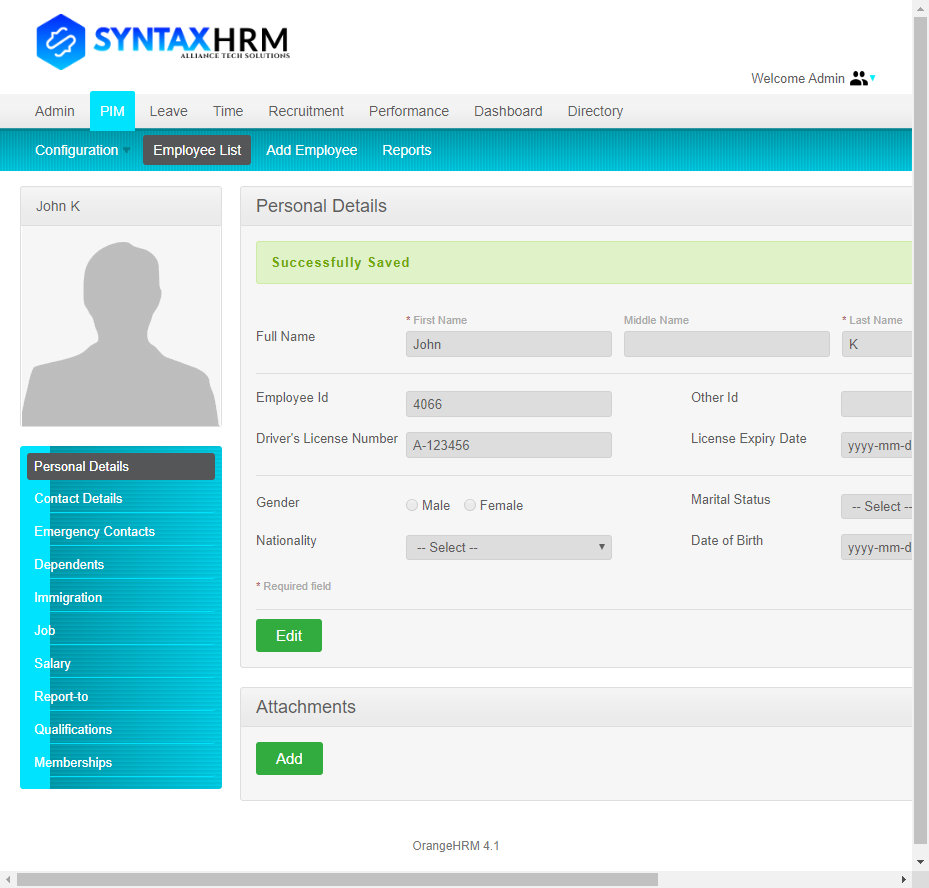 SYNTAXHRM
ALLIANCE TECH SOLUTIONS
Welcome Admin
Admin PIM Leave Time Recruitment Performance Dashboard Directory
Configuration Employee List Add Employee Reports
John K
Personal Details
Contact Details
Emergency Contacts
Dependents
Immigration
Job
Salary
Report-to
Qualifications
Memberships
Personal Details
Successfully Saved
* First Name Middle Name * Last Name
Full Name John K
Employee Id 4066 Other Id
Driver's License Number A-123456 License Expiry Date yyyy-mm-d
Gender Male Female Marital Status -- Select --
Nationality -- Select -- Date of Birth yyyy-mm-d
* Required field
Edit
Attachments
Add
OrangeHRM 4.1